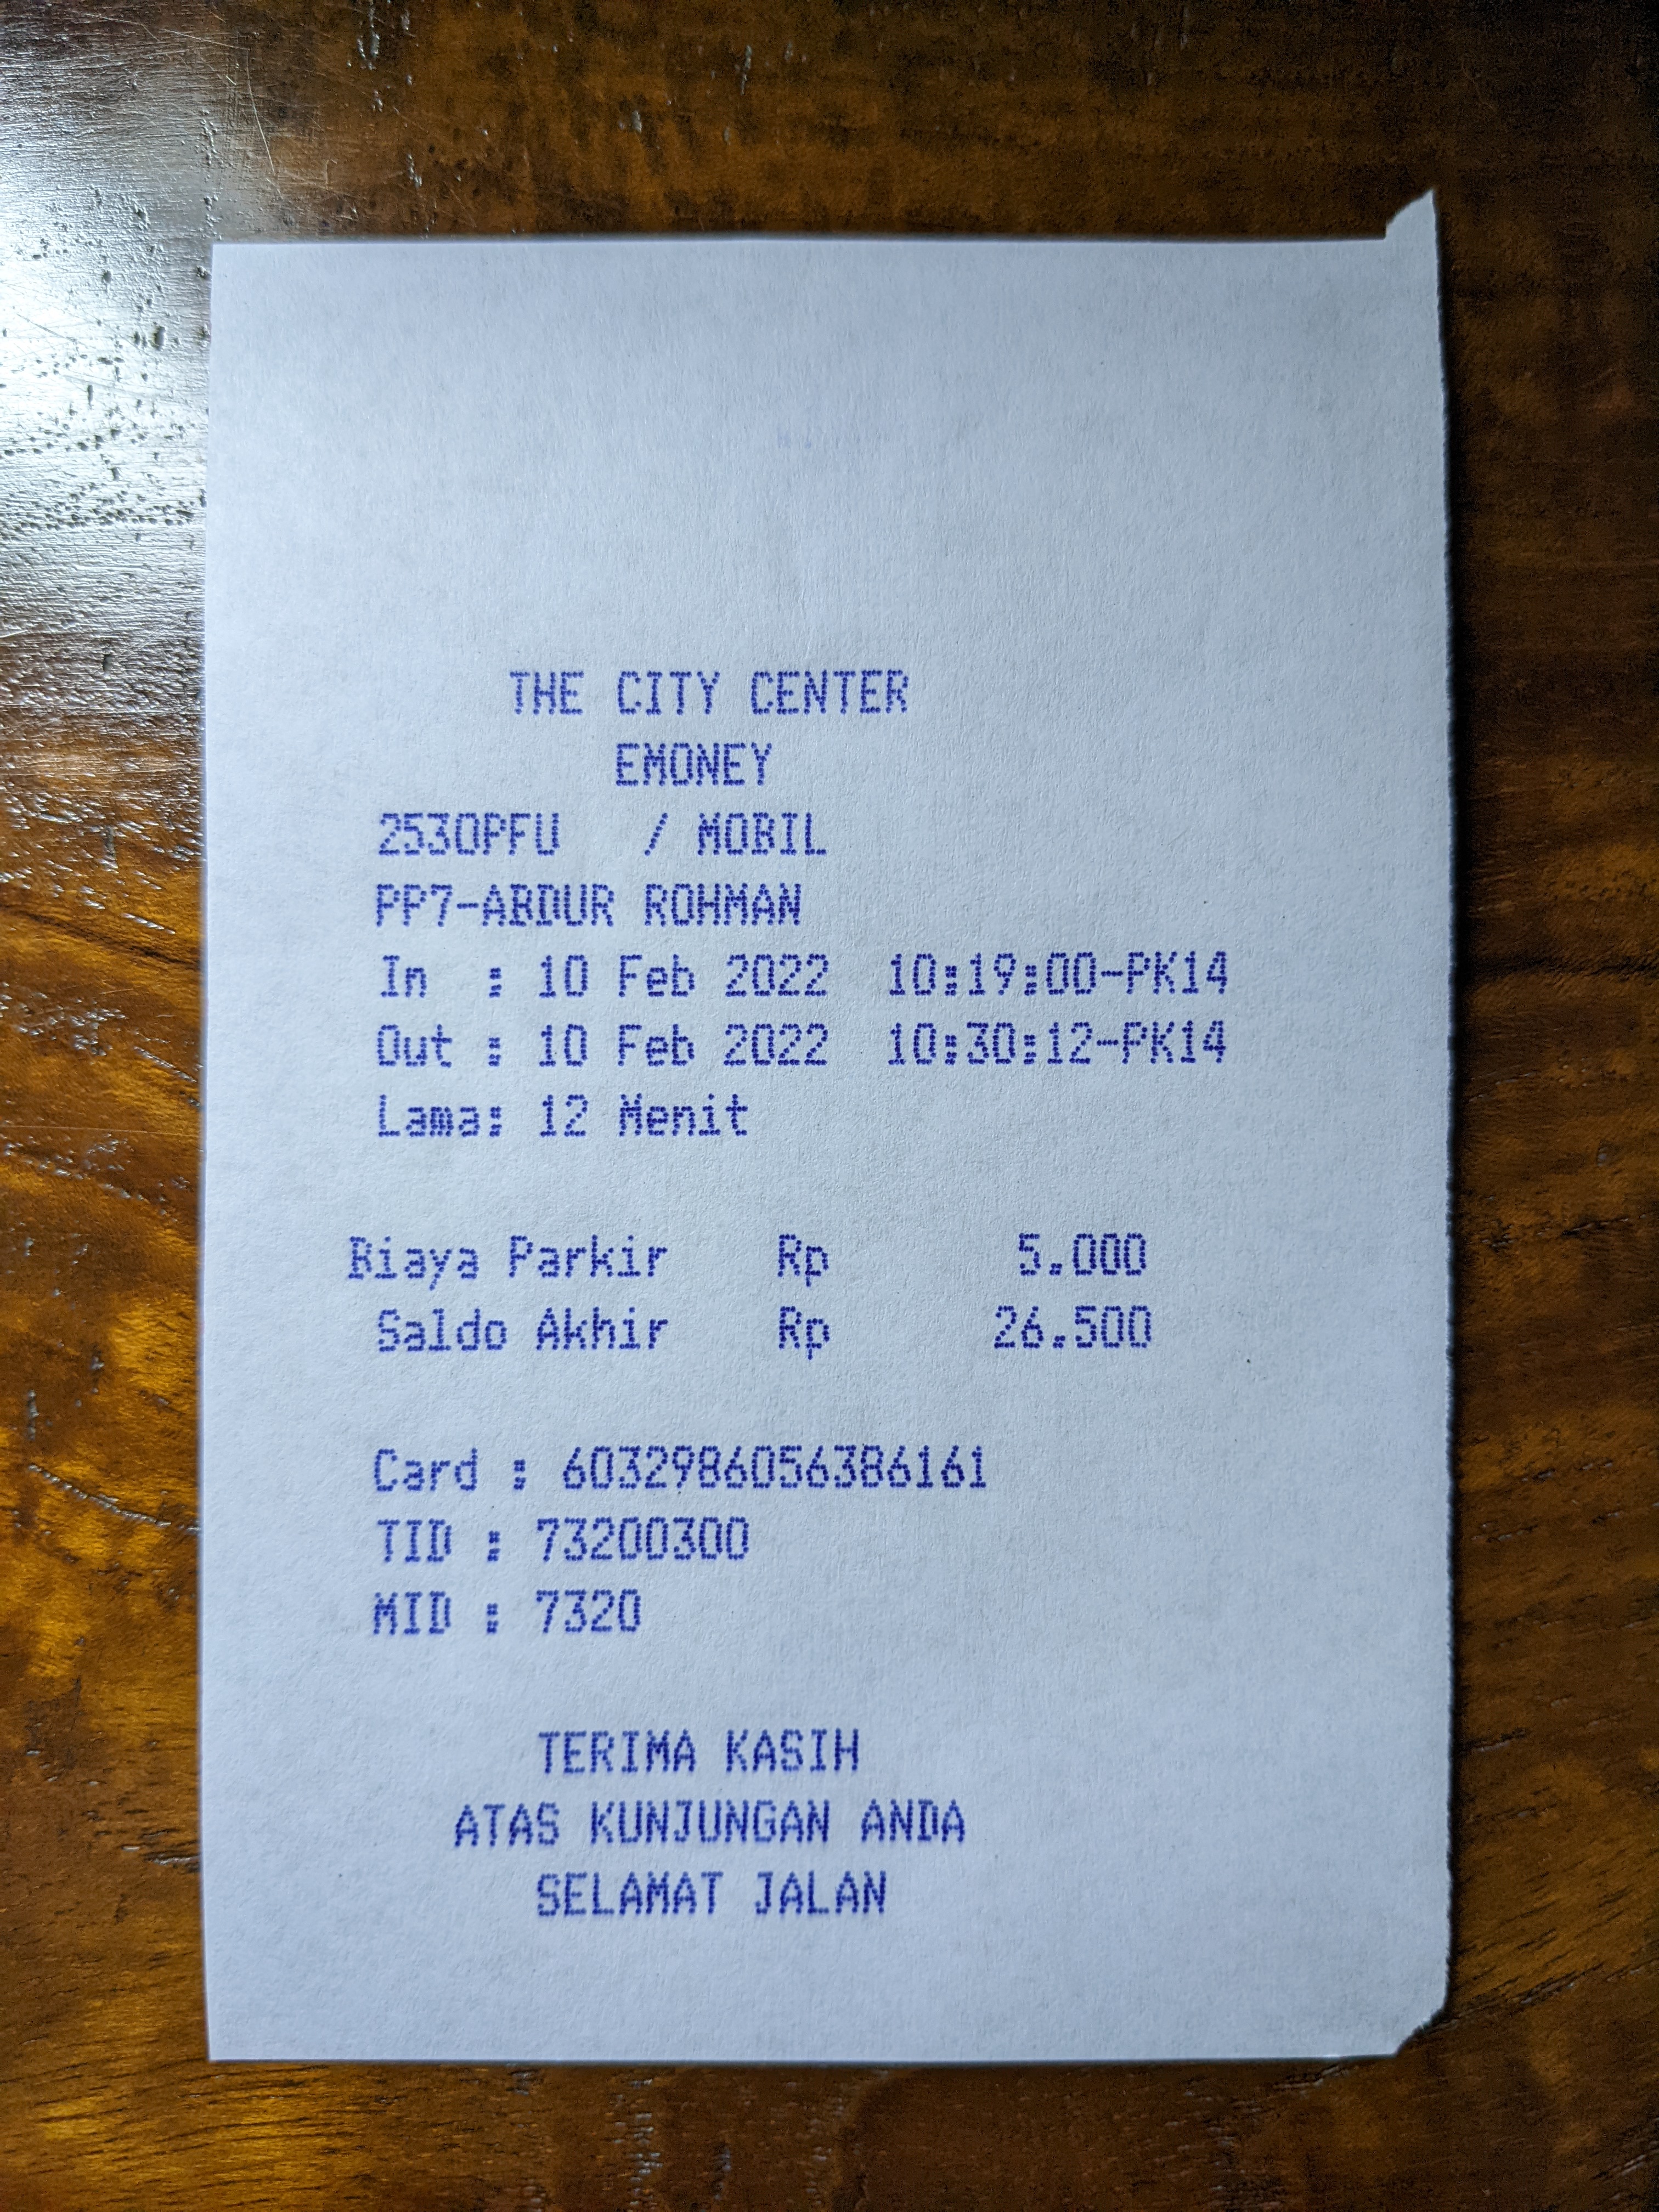 THE CITY CENTER
EMONEY
2530PFU / MOBIL
PP7-ABDUR ROHMAN
In : 10 Feb 2022 10:19:00-PK14
Out : 10 Feb 2022 10:30:12-PK14
Lama: 12 Menit
Biaya Parkir Rp 5.000
Saldo Akhir Rp 26.500
Card : 6032986056386161
TID : 73200300
MID : 7320
TERIMA KASIH
ATAS KUNJUNGAN ANDA
SELAMAT JALAN